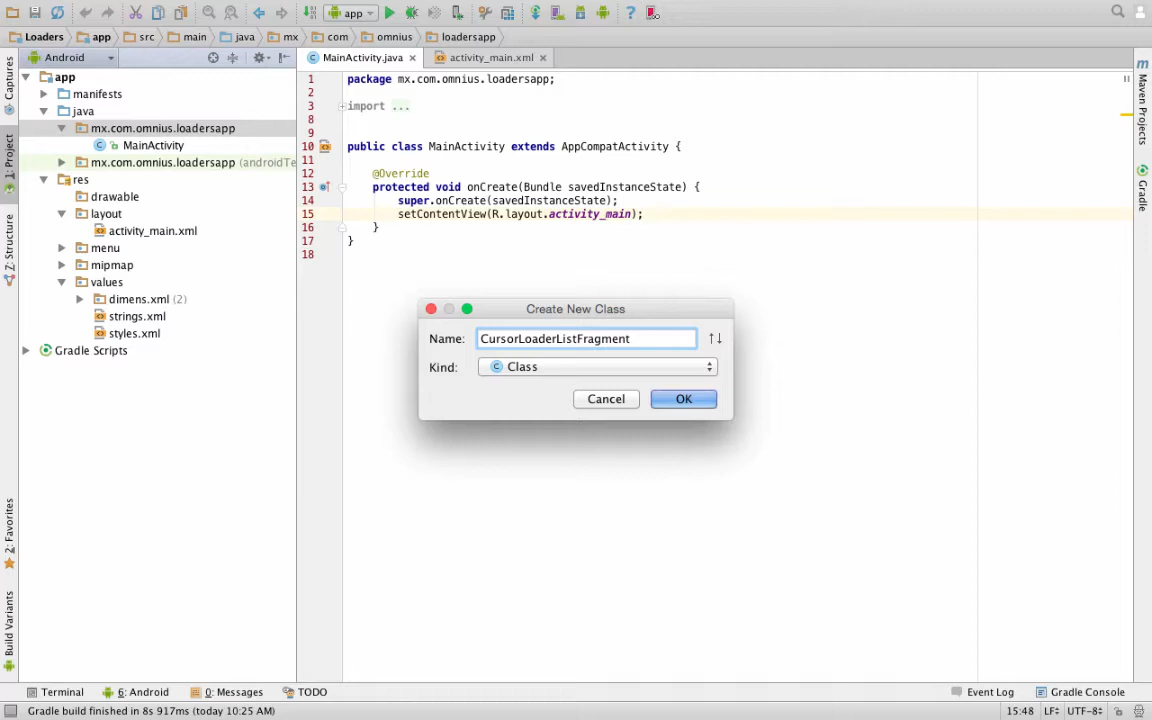 app
Loaders app src main java mx com omnius loadersapp
Android
MainActivity.java activity_main.xml
Captures
1: Project
Z: Structure
2: Favorites
Build Variants
app
manifests
java
mx.com.omnius.loadersapp
MainActivity
mx.com.omnius.loadersapp (androidTe
res
drawable
layout
activity_main.xml
menu
mipmap
values
dimens.xml (2)
strings.xml
styles.xml
Gradle Scripts
1 package mx.com.omnius.loadersapp;
2
3 import ...
8
9
10 public class MainActivity extends AppCompatActivity {
11
12 @Override
13 protected void onCreate(Bundle savedInstanceState) {
14 super.onCreate(savedInstanceState);
15 setContentView(R.layout.activity_main);
16 }
17 }
18
Create New Class
Name: CursorLoaderListFragment
Kind: Class
Cancel OK
Maven Projects
Gradle
Terminal 6: Android 0: Messages TODO Event Log Gradle Console
Gradle build finished in 8s 917ms (today 10:25 AM) 15:48 LF UTF-8